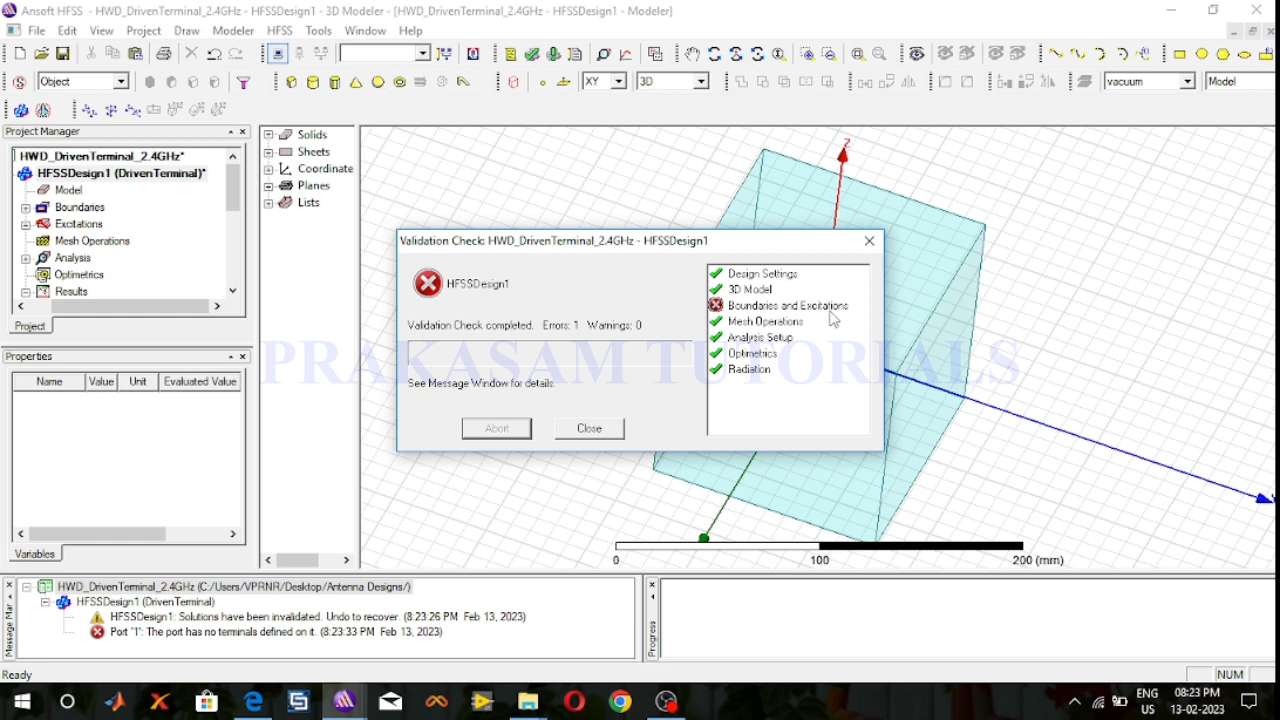 Ansoft HFSS - HWD_DrivenTerminal_2.4GHz - HFSSDesign1 - 3D Modeler - [HWD_DrivenTerminal_2.4GHz - HFSSDesign1 - Modeler]
File Edit View Project Draw Modeler HFSS Tools Window Help
Object XY 3D vacuum Model
Project Manager
HWD_DrivenTerminal_2.4GHz*
HFSSDesign1 (DrivenTerminal)*
Model
Boundaries
Excitations
Mesh Operations
Analysis
Optimetrics
Results
Project
Properties
Name Value Unit Evaluated Value
Variables
Solids
Sheets
Coordinate
Planes
Lists
Z
Validation Check: HWD_DrivenTerminal_2.4GHz - HFSSDesign1
HFSSDesign1
Validation Check completed. Errors: 1 Warnings: 0
See Message Window for details.
Abort Close
Design Settings
3D Model
Boundaries and Excitations
Mesh Operations
Analysis Setup
Optimetrics
Radiation
PRAKASAM TUTORIALS
0 100 200 (mm)
Message Mar
HWD_DrivenTerminal_2.4GHz (C:/Users/VPRNR/Desktop/Antenna Designs/)
HFSSDesign1 (DrivenTerminal)
HFSSDesign1: Solutions have been invalidated. Undo to recover. (8:23:26 PM Feb 13, 2023)
Port "1": The port has no terminals defined on it. (8:23:33 PM Feb 13, 2023)
Progress
Ready NUM
ENG 08:23 PM
US 13-02-2023